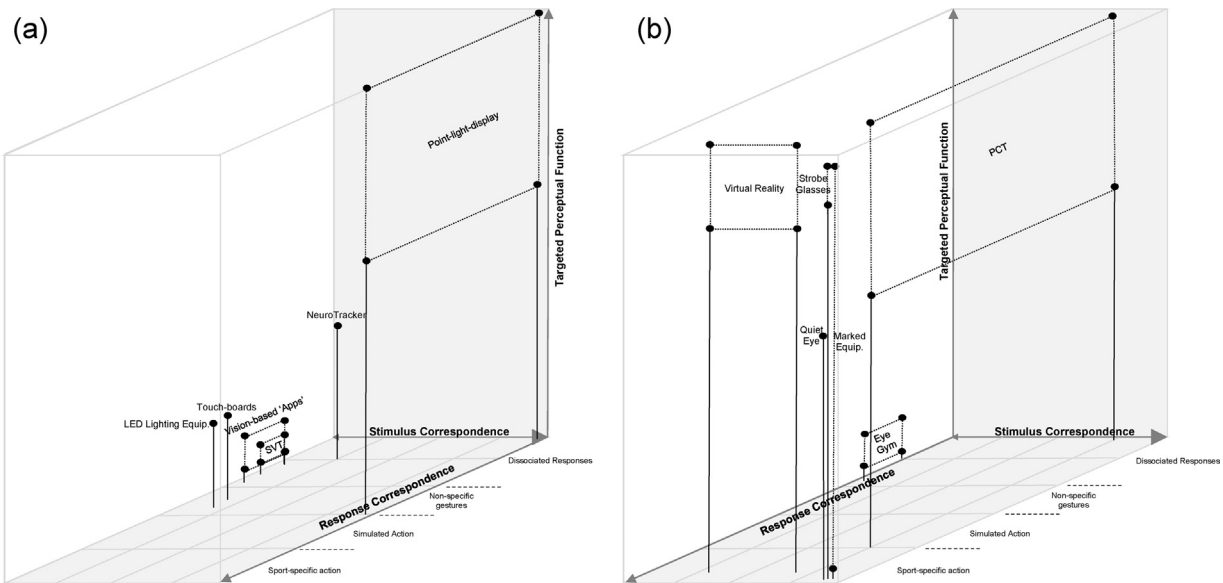 (a)
Point-light-display
Targeted Perceptual Function
NeuroTracker
Touch-boards
LED Lighting Equip.
Vision-based 'Apps'
SVT
Stimulus Correspondence
Dissociated Responses
Response Correspondence
Non-specific
gestures
Simulated Action
Sport-specific action
(b)
PCT
Targeted Perceptual Function
Virtual Reality
Strobe
Glasses
Quiet
Eye
Marked
Equip.
Eye
Gym
Stimulus Correspondence
Dissociated Responses
Response Correspondence
Non-specific
gestures
Simulated Action
Sport-specific action